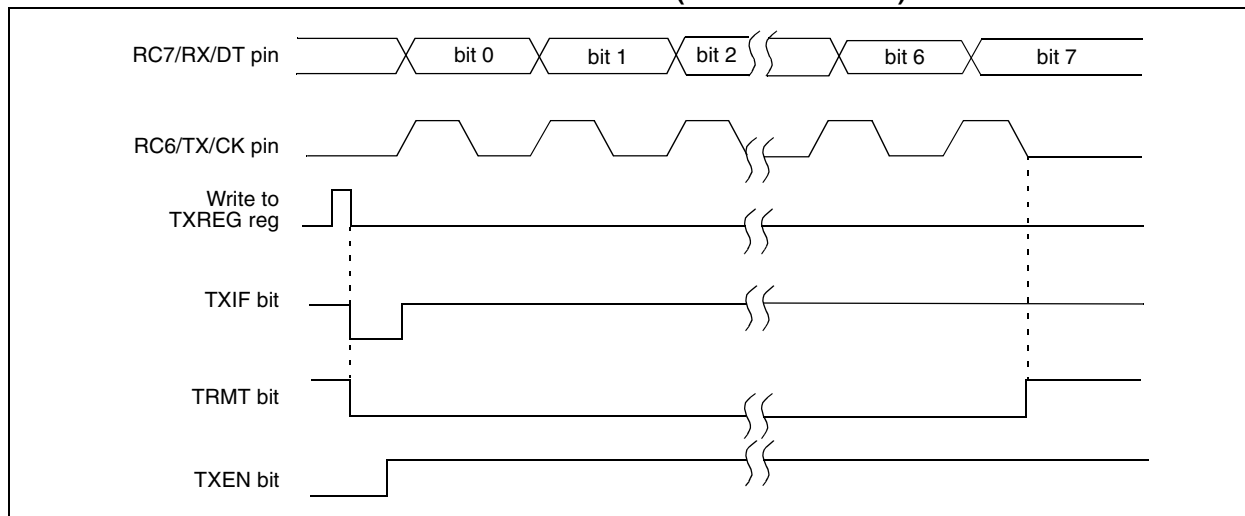 RC7/RX/DT pin
bit 0
bit 1
bit 2
bit 6
bit 7
RC6/TX/CK pin
Write to
TXREG reg
TXIF bit
TRMT bit
TXEN bit